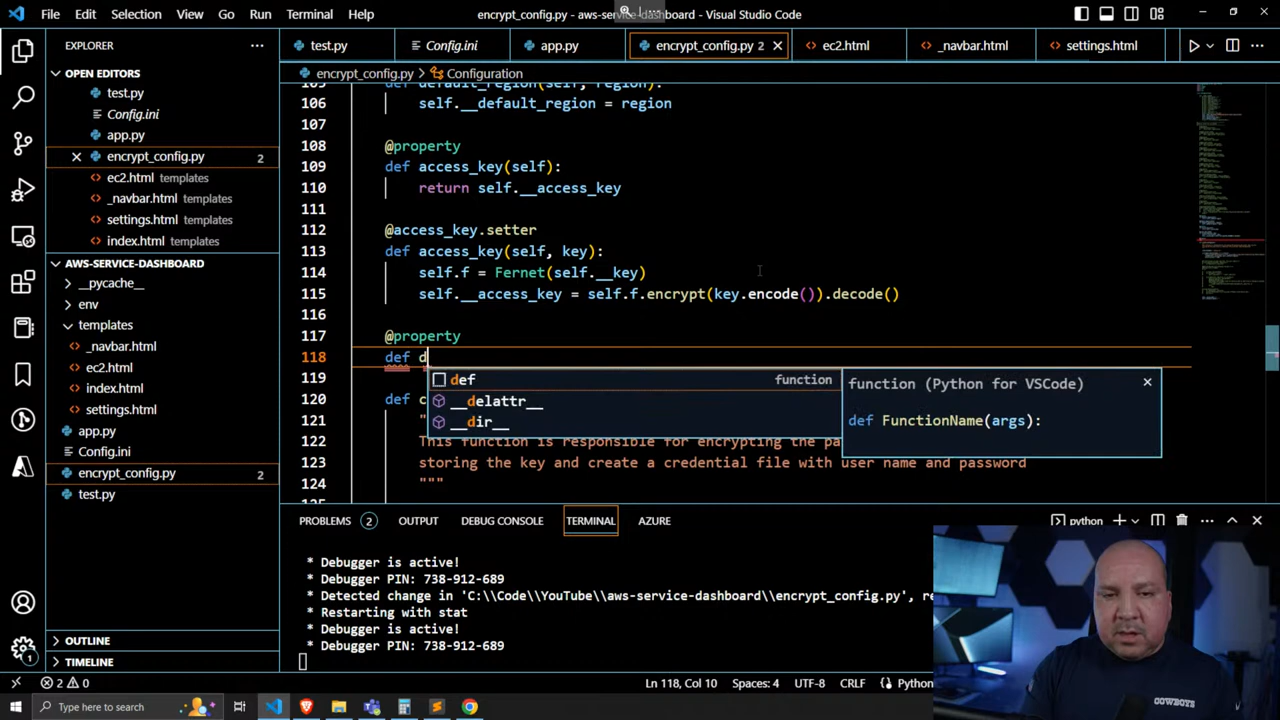 File Edit Selection View Go Run Terminal Help
encrypt_config.py - aws-service-dashboard - Visual Studio Code
EXPLORER
OPEN EDITORS
test.py
Config.ini
app.py
encrypt_config.py 2
ec2.html templates
_navbar.html templates
settings.html templates
index.html templates
AWS-SERVICE-DASHBOARD
__pycache__
env
templates
_navbar.html
ec2.html
index.html
settings.html
app.py
Config.ini
encrypt_config.py 2
test.py
OUTLINE
TIMELINE
test.py Config.ini app.py encrypt_config.py 2 ec2.html _navbar.html settings.html
encrypt_config.py > Configuration
105 def default_region(self, region):
106 self.__default_region = region
107
108 @property
109 def access_key(self):
110 return self.__access_key
111
112 @access_key.setter
113 def access_key(self, key):
114 self.f = Fernet(self.__key)
115 self.__access_key = self.f.encrypt(key.encode()).decode()
116
117 @property
118 def d
119
120 def c
121 "
122 This function is responsible for encrypting the pa
123 storing the key and create a credential file with user name and password
124 """
125
def function
__delattr__
__dir__
function (Python for VSCode)
def FunctionName(args):
PROBLEMS 2 OUTPUT DEBUG CONSOLE TERMINAL AZURE
python
* Debugger is active!
* Debugger PIN: 738-912-689
* Detected change in 'C:\\Code\\YouTube\\aws-service-dashboard\\encrypt_config.py', re
* Restarting with stat
* Debugger is active!
* Debugger PIN: 738-912-689
COWBOYS
1
2 0
Ln 118, Col 10 Spaces: 4 UTF-8 CRLF Python
Type here to search